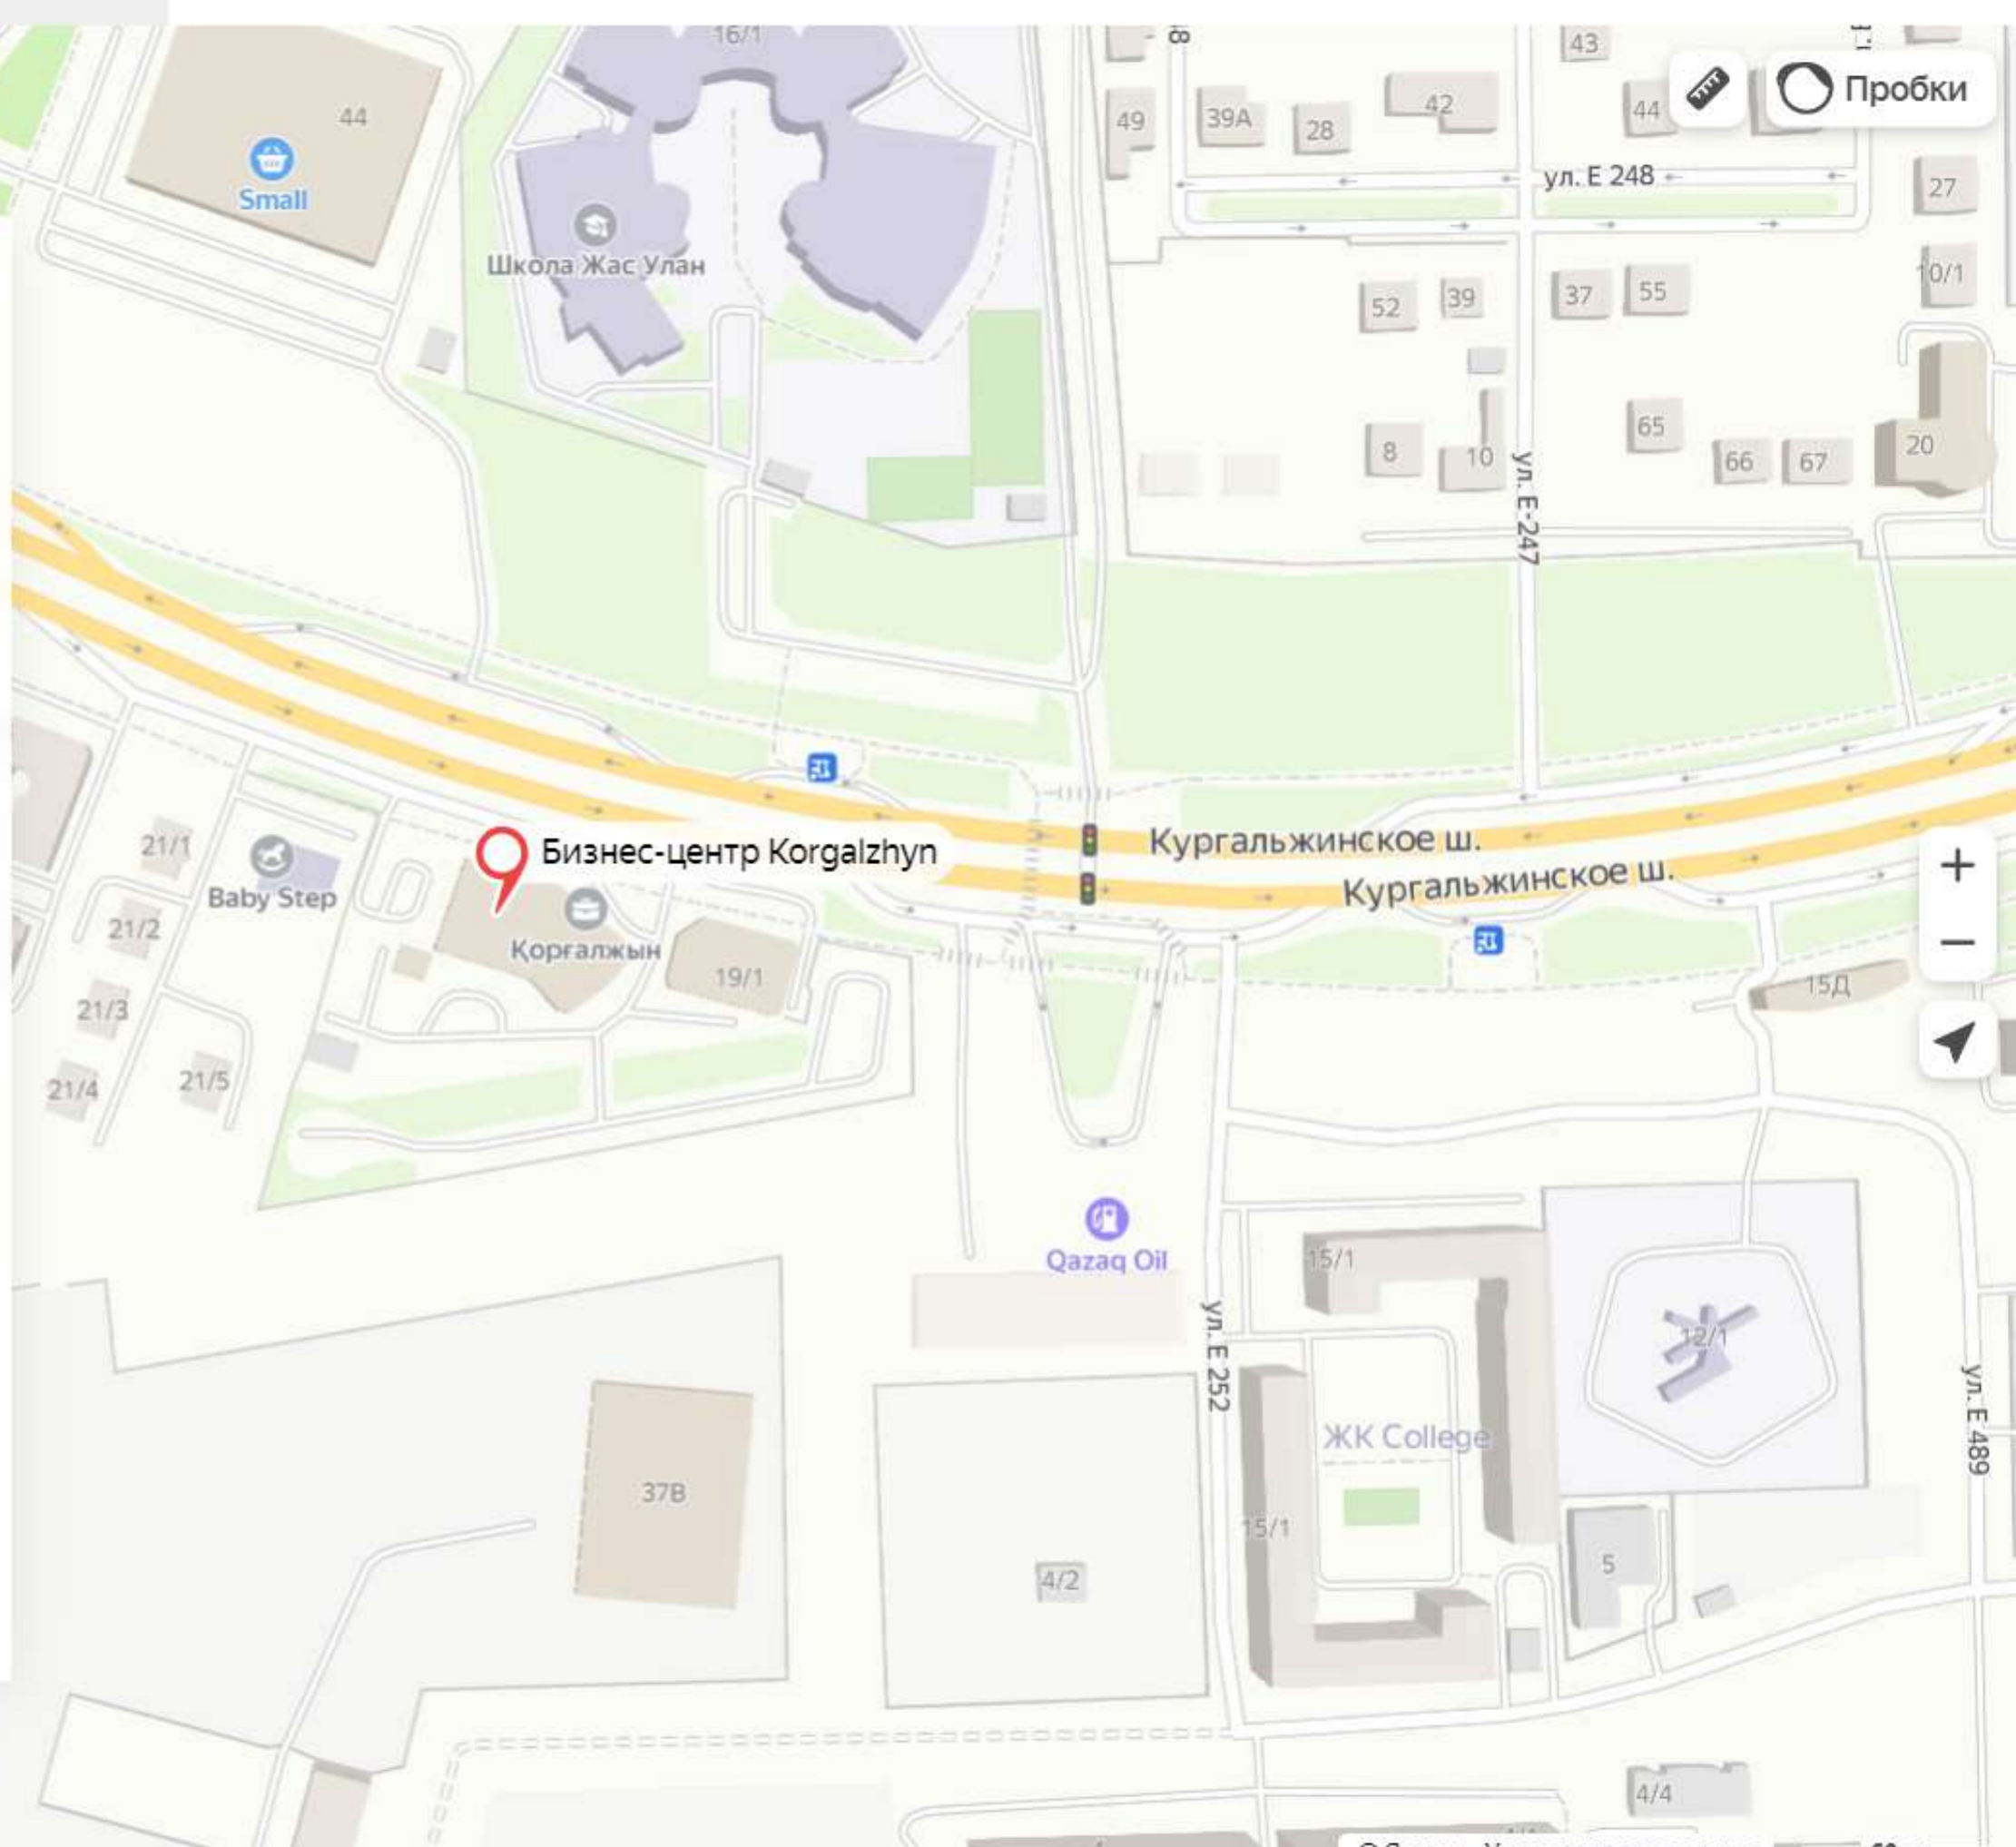 16/1
43
44
Пробки
44
Small
49
39А
28
42
ул. Е 248
27
Школа Жас Улан
52
39
37
55
10/1
8
10
65
66
67
20
ул. Е-247
21/1
Бизнес-центр Korgalzhyn
Кургальжинское ш.
Кургальжинское ш.
Baby Step
21/2
Қорғалжын
19/1
15Д
21/3
21/4
21/5
Qazaq Oil
15/1
ул. Е 252
12/1
ЖК College
ул. Е 489
37В
15/1
4/2
5
4/4